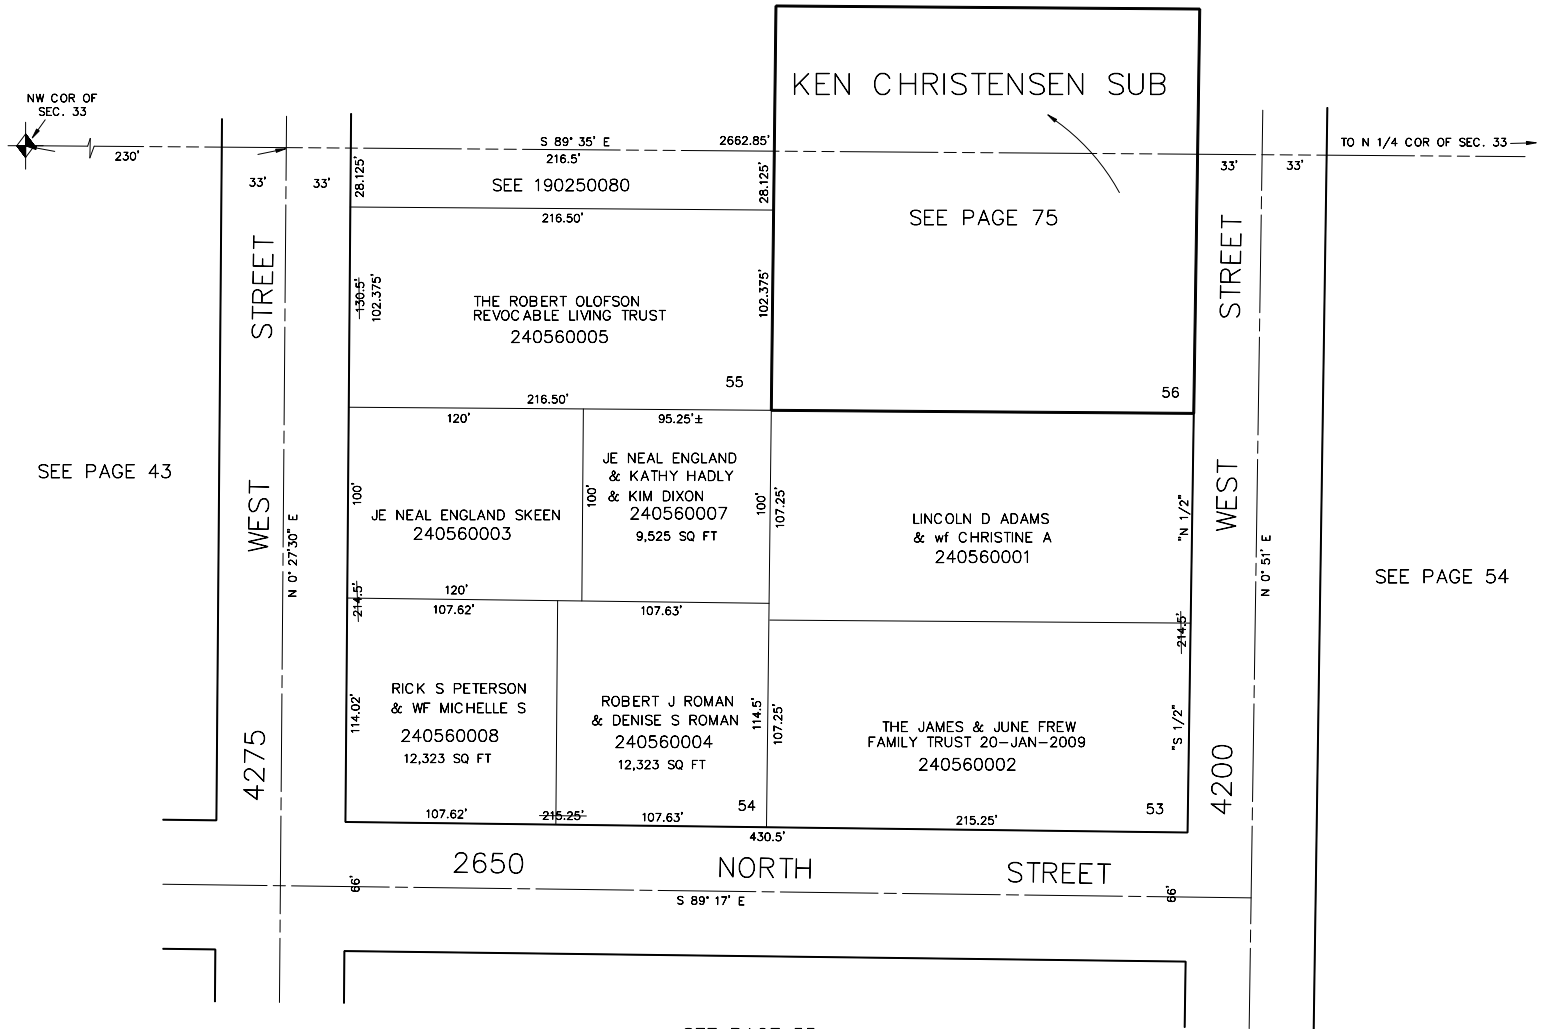 KEN CHRISTENSEN SUB
NW COR OF
SEC. 33
S 89° 35' E
2662.85'
TO N 1/4 COR OF SEC. 33
230'
216.5'
33'
33'
28.125'
SEE 190250080
28.125'
33'
33'
216.50'
SEE PAGE 75
STREET
STREET
130.5'
102.375'
THE ROBERT OLOFSON
REVOCABLE LIVING TRUST
240560005
102.375'
55
56
216.50'
120'
95.25'±
SEE PAGE 43
WEST
N 0° 27'30" E
100'
JE NEAL ENGLAND SKEEN
240560003
100'
JE NEAL ENGLAND
& KATHY HADLY
& KIM DIXON
240560007
9,525 SQ FT
100'
107.25'
LINCOLN D ADAMS
& wf CHRISTINE A
240560001
"N 1/2"
WEST
N 0° 51' E
SEE PAGE 54
120'
214.5'
107.62'
107.63'
214.5'
114.02'
RICK S PETERSON
& WF MICHELLE S
240560008
12,323 SQ FT
ROBERT J ROMAN
& DENISE S ROMAN
240560004
12,323 SQ FT
114.5'
107.25'
THE JAMES & JUNE FREW
FAMILY TRUST 20-JAN-2009
240560002
"S 1/2"
4275
4200
54
53
107.62'
215.25'
107.63'
215.25'
430.5'
2650 NORTH STREET
66'
66'
S 89° 17' E